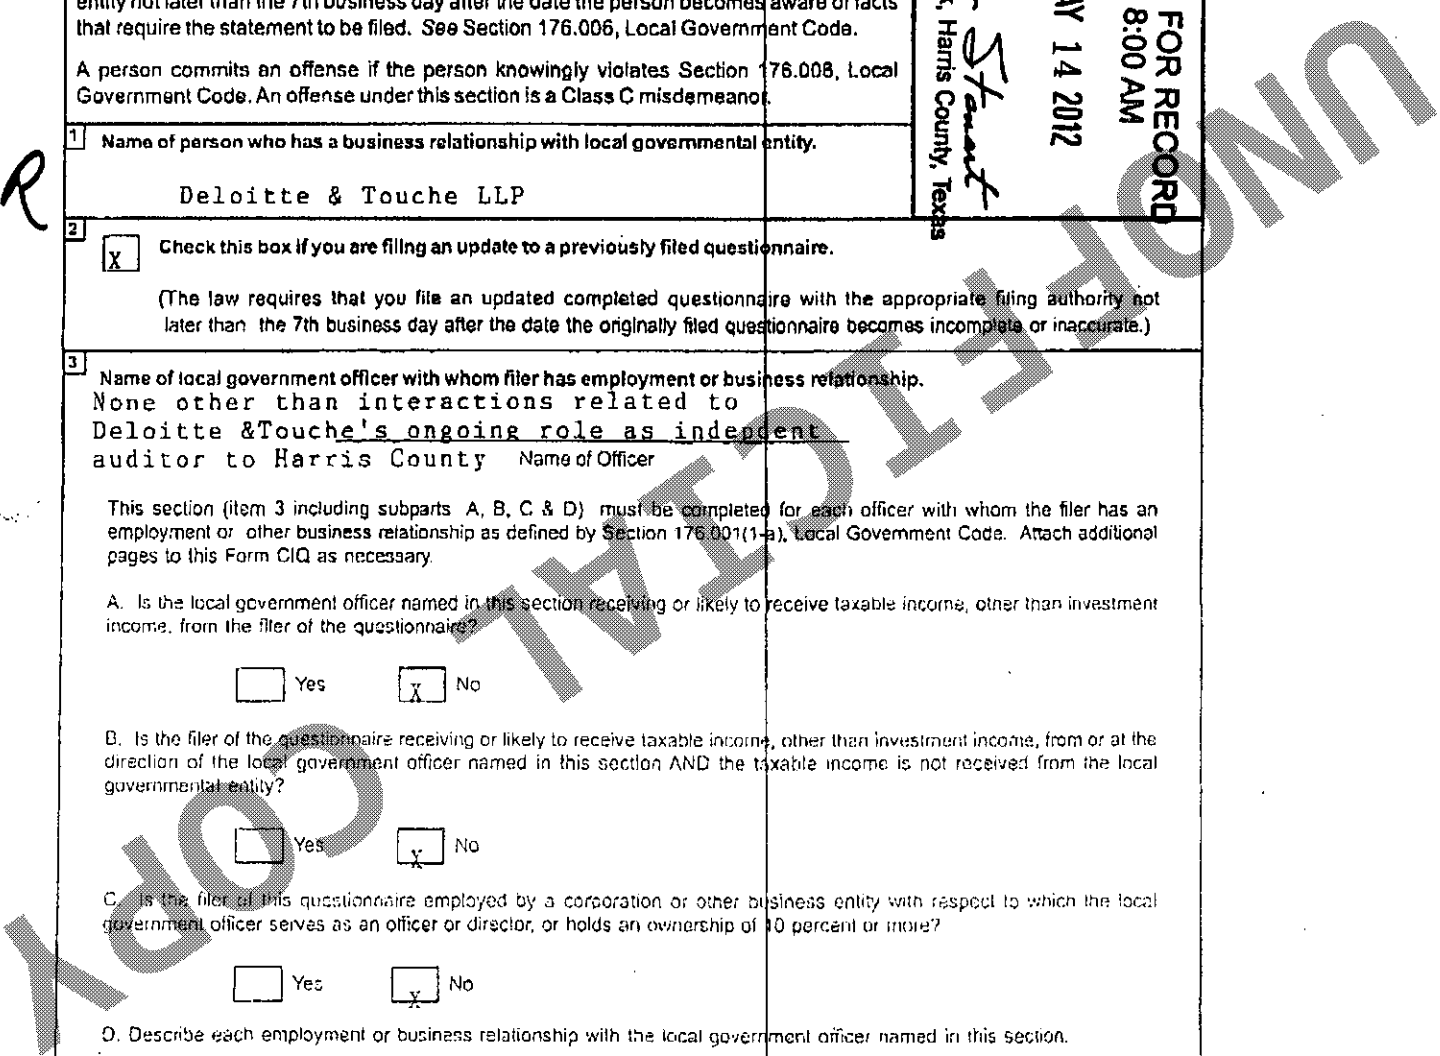 entity not later than the 7th business day after the date the person becomes aware of facts
that require the statement to be filed. See Section 176.006, Local Government Code.
A person commits an offense if the person knowingly violates Section 176.006, Local
Government Code. An offense under this section is a Class C misdemeanor.
FOR RECORD
8:00 AM
AY 14 2012
Stanart
, Harris County, Texas
R
1 Name of person who has a business relationship with local governmental entity.
Deloitte & Touche LLP
2
X Check this box if you are filing an update to a previously filed questionnaire.
(The law requires that you file an updated completed questionnaire with the appropriate filing authority not
later than the 7th business day after the date the originally filed questionnaire becomes incomplete or inaccurate.)
3
Name of local government officer with whom filer has employment or business relationship.
None other than interactions related to
Deloitte &Touche's ongoing role as indepdent
auditor to Harris County Name of Officer
This section (item 3 including subparts A, B, C & D) must be completed for each officer with whom the filer has an
employment or other business relationship as defined by Section 176.001(1-a), Local Government Code. Attach additional
pages to this Form CIQ as necessary.
A. Is the local government officer named in this section receiving or likely to receive taxable income, other than investment
income, from the filer of the questionnaire?
Yes X No
B. Is the filer of the questionnaire receiving or likely to receive taxable income, other than investment income, from or at the
direction of the local government officer named in this section AND the taxable income is not received from the local
governmental entity?
Yes X No
C. Is the filer of this questionnaire employed by a corporation or other business entity with respect to which the local
government officer serves as an officer or director, or holds an ownership of 10 percent or more?
Yes X No
D. Describe each employment or business relationship with the local government officer named in this section.
UNOFFICIAL COPY